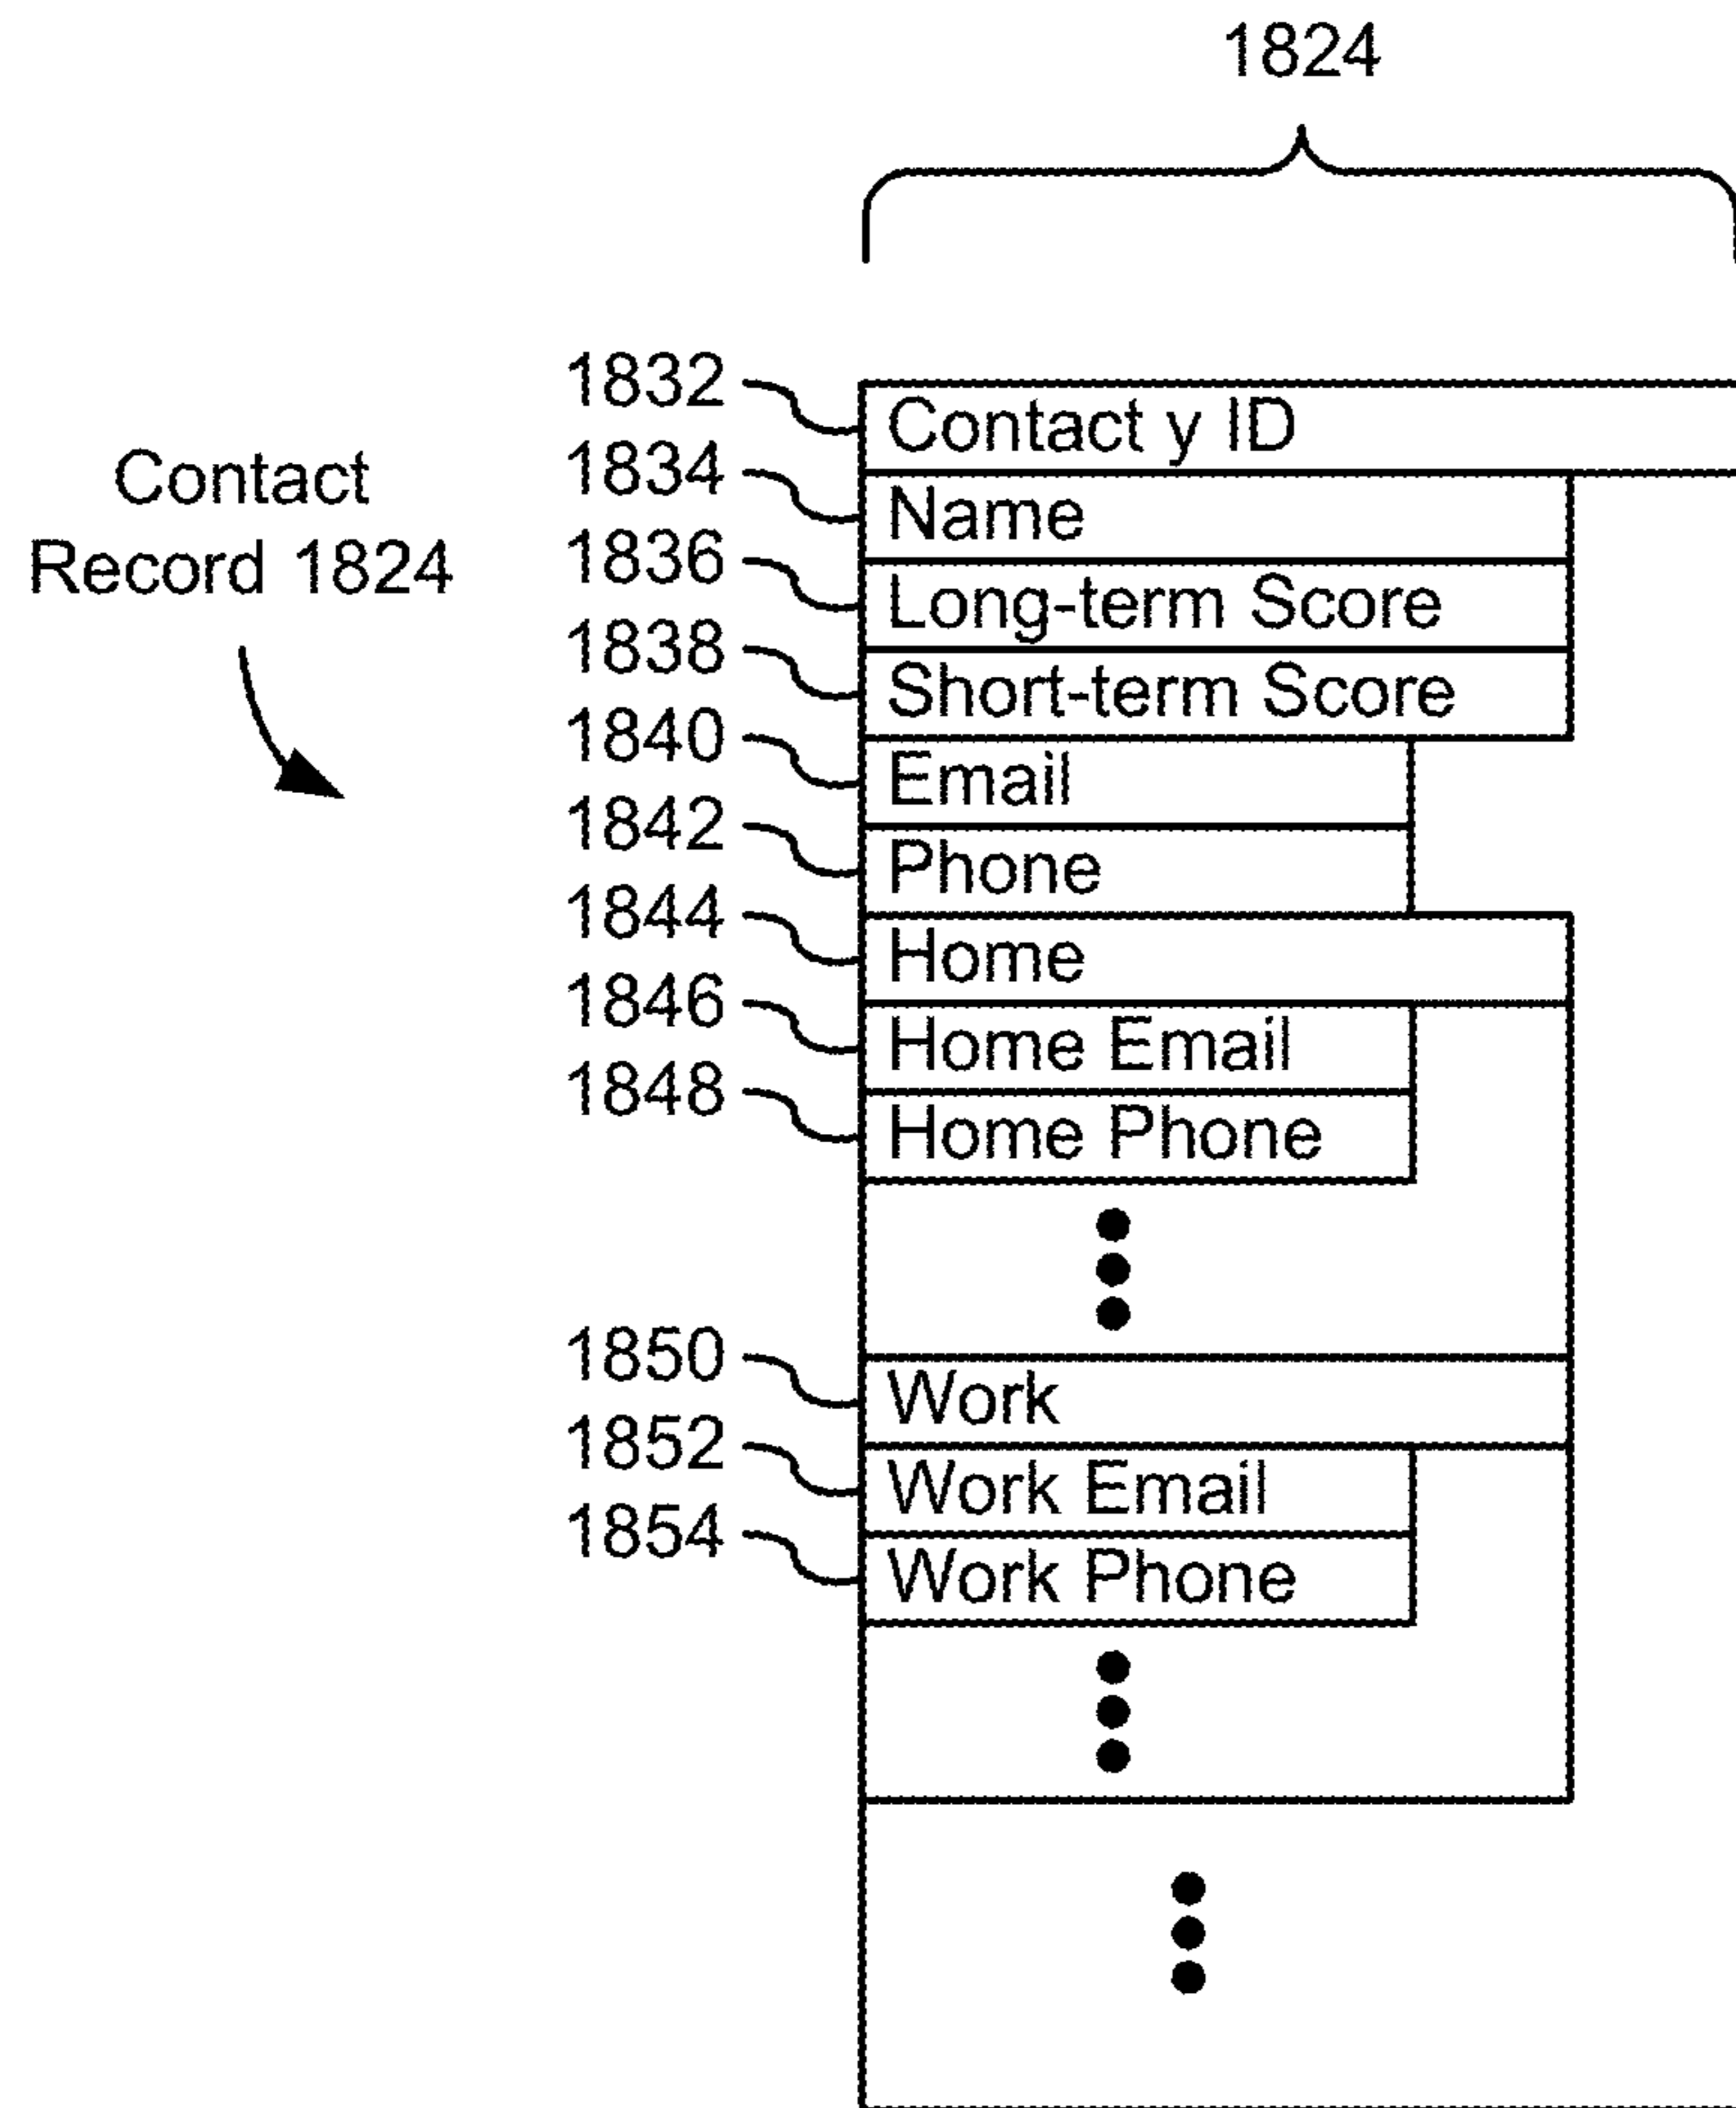 1824
Contact
Record 1824
1832 Contact y ID
1834 Name
1836 Long-term Score
1838 Short-term Score
1840 Email
1842 Phone
1844 Home
1846 Home Email
1848 Home Phone
1850 Work
1852 Work Email
1854 Work Phone